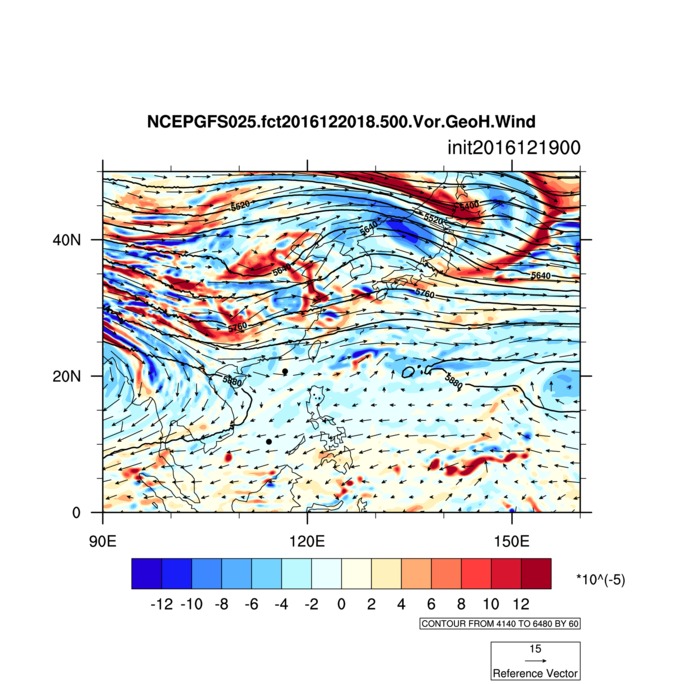 NCEPGFS025.fct2016122018.500.Vor.GeoH.Wind
init2016121900
5620
5400
5520
5640
40N
5640
5760
5760
20N
5880
5880
0
90E 120E 150E
-12 -10 -8 -6 -4 -2 0 2 4 6 8 10 12
*10^(-5)
CONTOUR FROM 4140 TO 6480 BY 60
15
Reference Vector